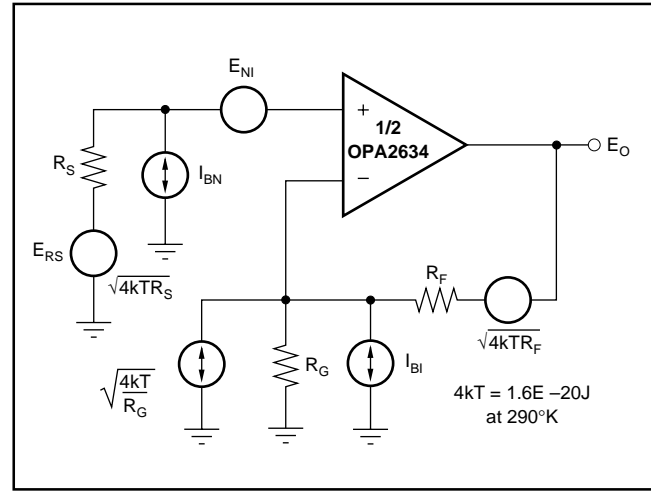 E_NI
+
1/2
OPA2634
−
E_O
R_S
I_BN
E_RS
√4kTR_S
R_F
√4kTR_F
√4kT/R_G
R_G
I_BI
4kT = 1.6E –20J
at 290°K